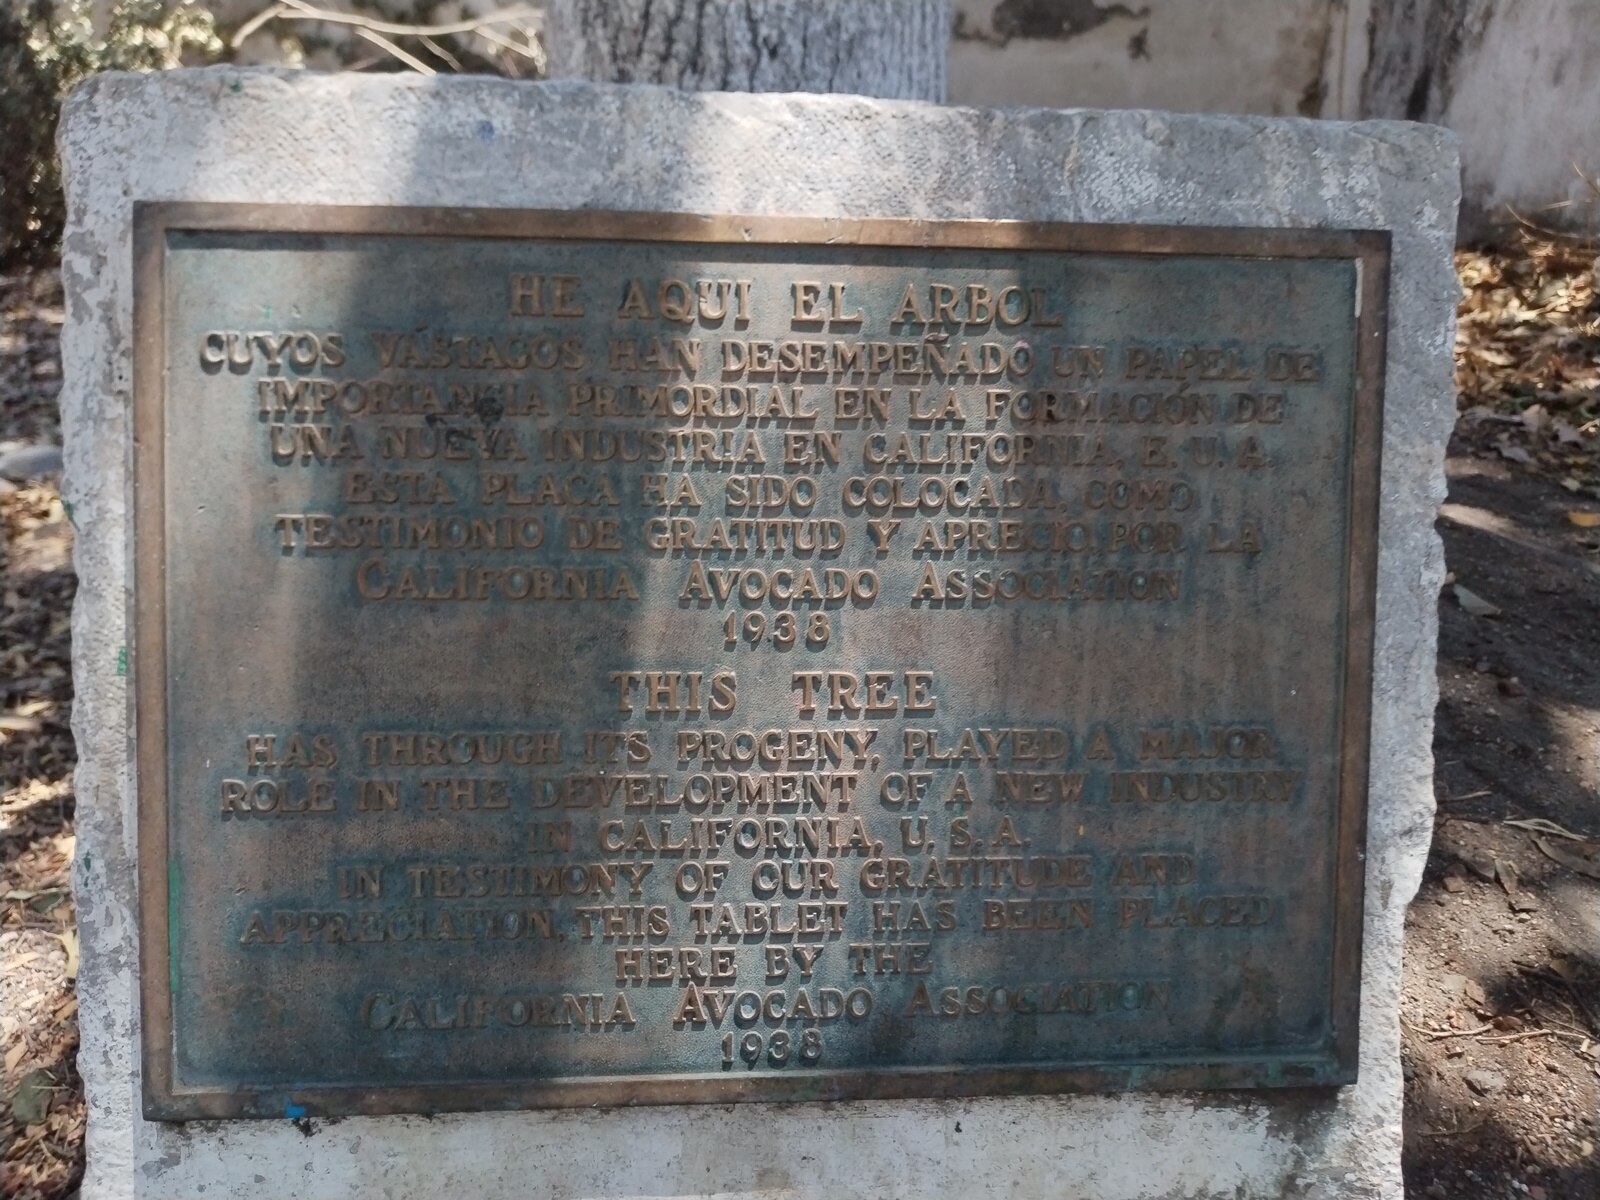 HE AQUI EL ARBOL
CUYOS VÁSTAGOS HAN DESEMPEÑADO UN PAPEL DE
IMPORTANCIA PRIMORDIAL EN LA FORMACIÓN DE
UNA NUEVA INDUSTRIA EN CALIFORNIA, E. U. A.
ESTA PLACA HA SIDO COLOCADA, COMO
TESTIMONIO DE GRATITUD Y APRECIO, POR LA
CALIFORNIA AVOCADO ASSOCIATION
1938
THIS TREE
HAS THROUGH ITS PROGENY, PLAYED A MAJOR
ROLE IN THE DEVELOPMENT OF A NEW INDUSTRY
IN CALIFORNIA, U. S. A.
IN TESTIMONY OF OUR GRATITUDE AND
APPRECIATION, THIS TABLET HAS BEEN PLACED
HERE BY THE
CALIFORNIA AVOCADO ASSOCIATION
1938